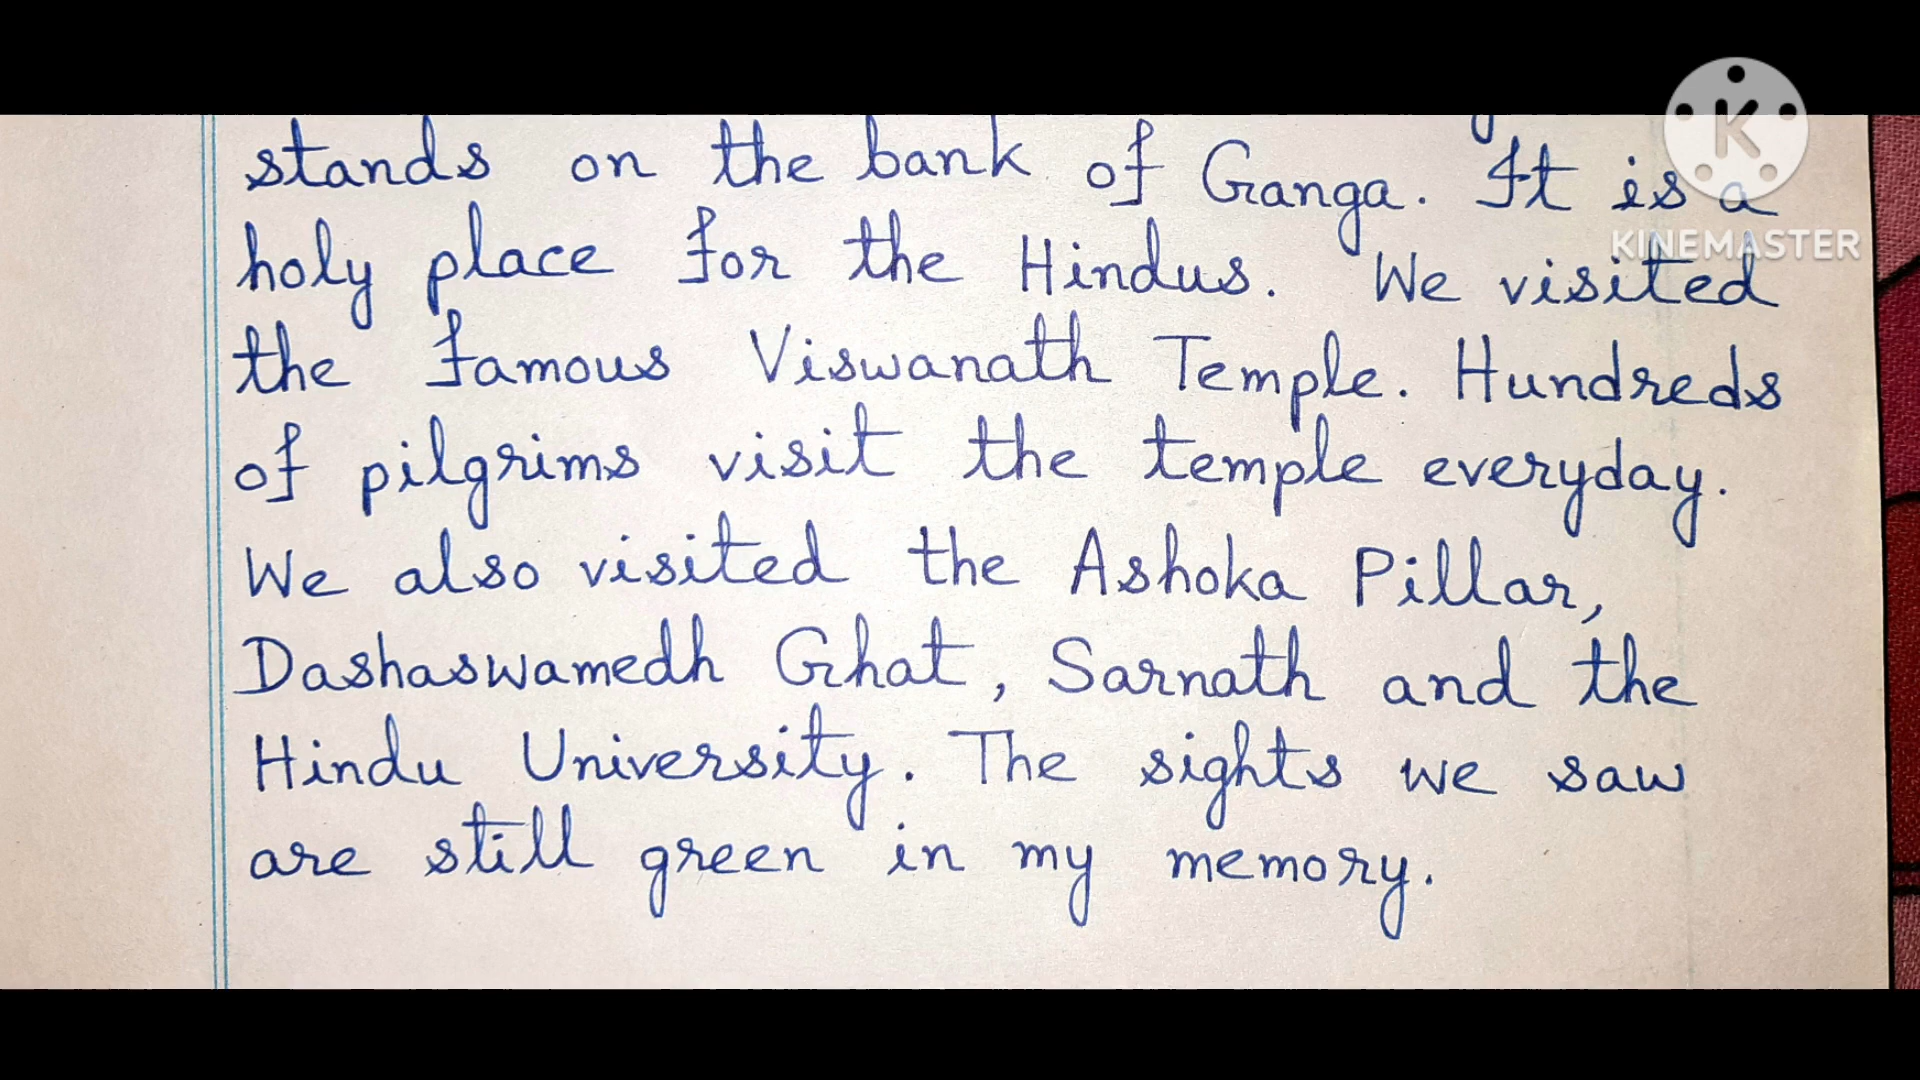 stands on the bank of Ganga. It is a
holy place for the Hindus. We visited
the famous Viswanath Temple. Hundreds
of pilgrims visit the temple everyday.
We also visited the Ashoka Pillar,
Dashaswamedh Ghat, Sarnath and the
Hindu University. The sights we saw
are still green in my memory.
K
KINEMASTER